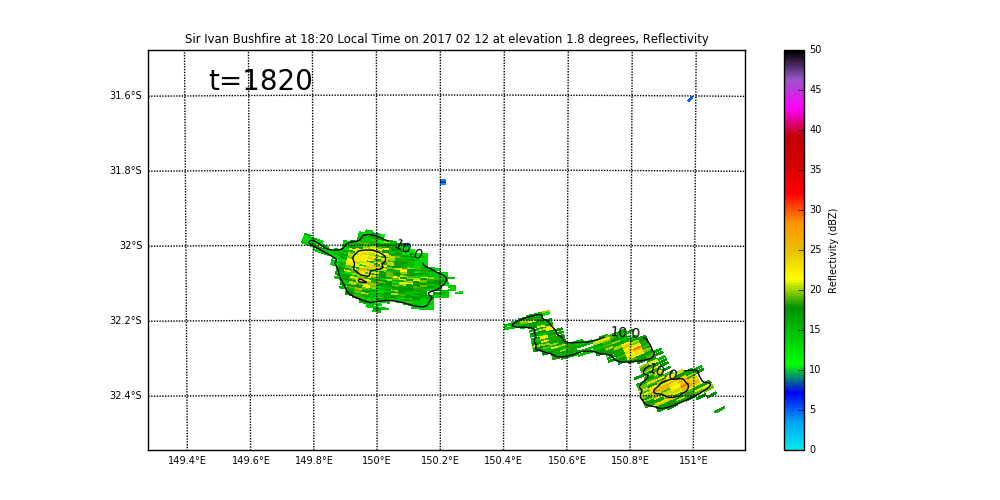 Sir Ivan Bushfire at 18:20 Local Time on 2017 02 12 at elevation 1.8 degrees, Reflectivity
t=1820
31.6°S
31.8°S
32°S
32.2°S
32.4°S
149.4°E 149.6°E 149.8°E 150°E 150.2°E 150.4°E 150.6°E 150.8°E 151°E
10.0
10.0
10.0
50
45
40
35
30
25
20
15
10
5
0
Reflectivity (dBZ)